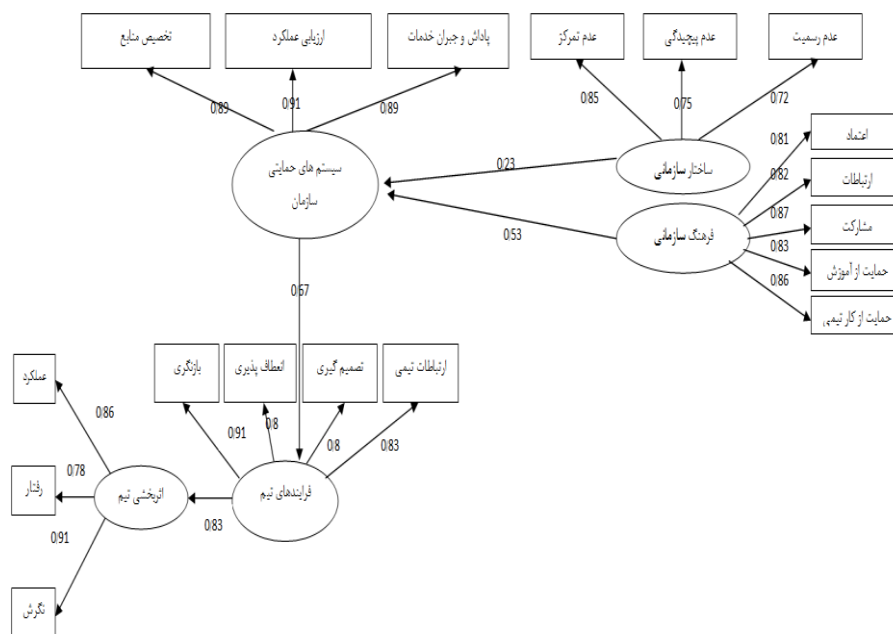 عدم رسمیت
عدم پیچیدگی
عدم تمرکز
پاداش و جبران خدمات
ارزیابی عملکرد
تخصیص منابع
0/72
0/75
0/85
0/89
0/91
0/89
اعتماد
0/81
ساختار سازمانی
0/23
سیستم های حمایتی
سازمان
ارتباطات
0/82
مشارکت
0/87
فرهنگ سازمانی
0/53
حمایت از آموزش
0/83
حمایت از کار تیمی
0/86
0/67
ارتباطات تیمی
تصمیم گیری
انعطاف پذیری
بازنگری
عملکرد
0/83
0/8
0/8
0/91
0/86
فرایندهای تیم
0/83
اثربخشی تیم
0/78
رفتار
0/91
نگرش